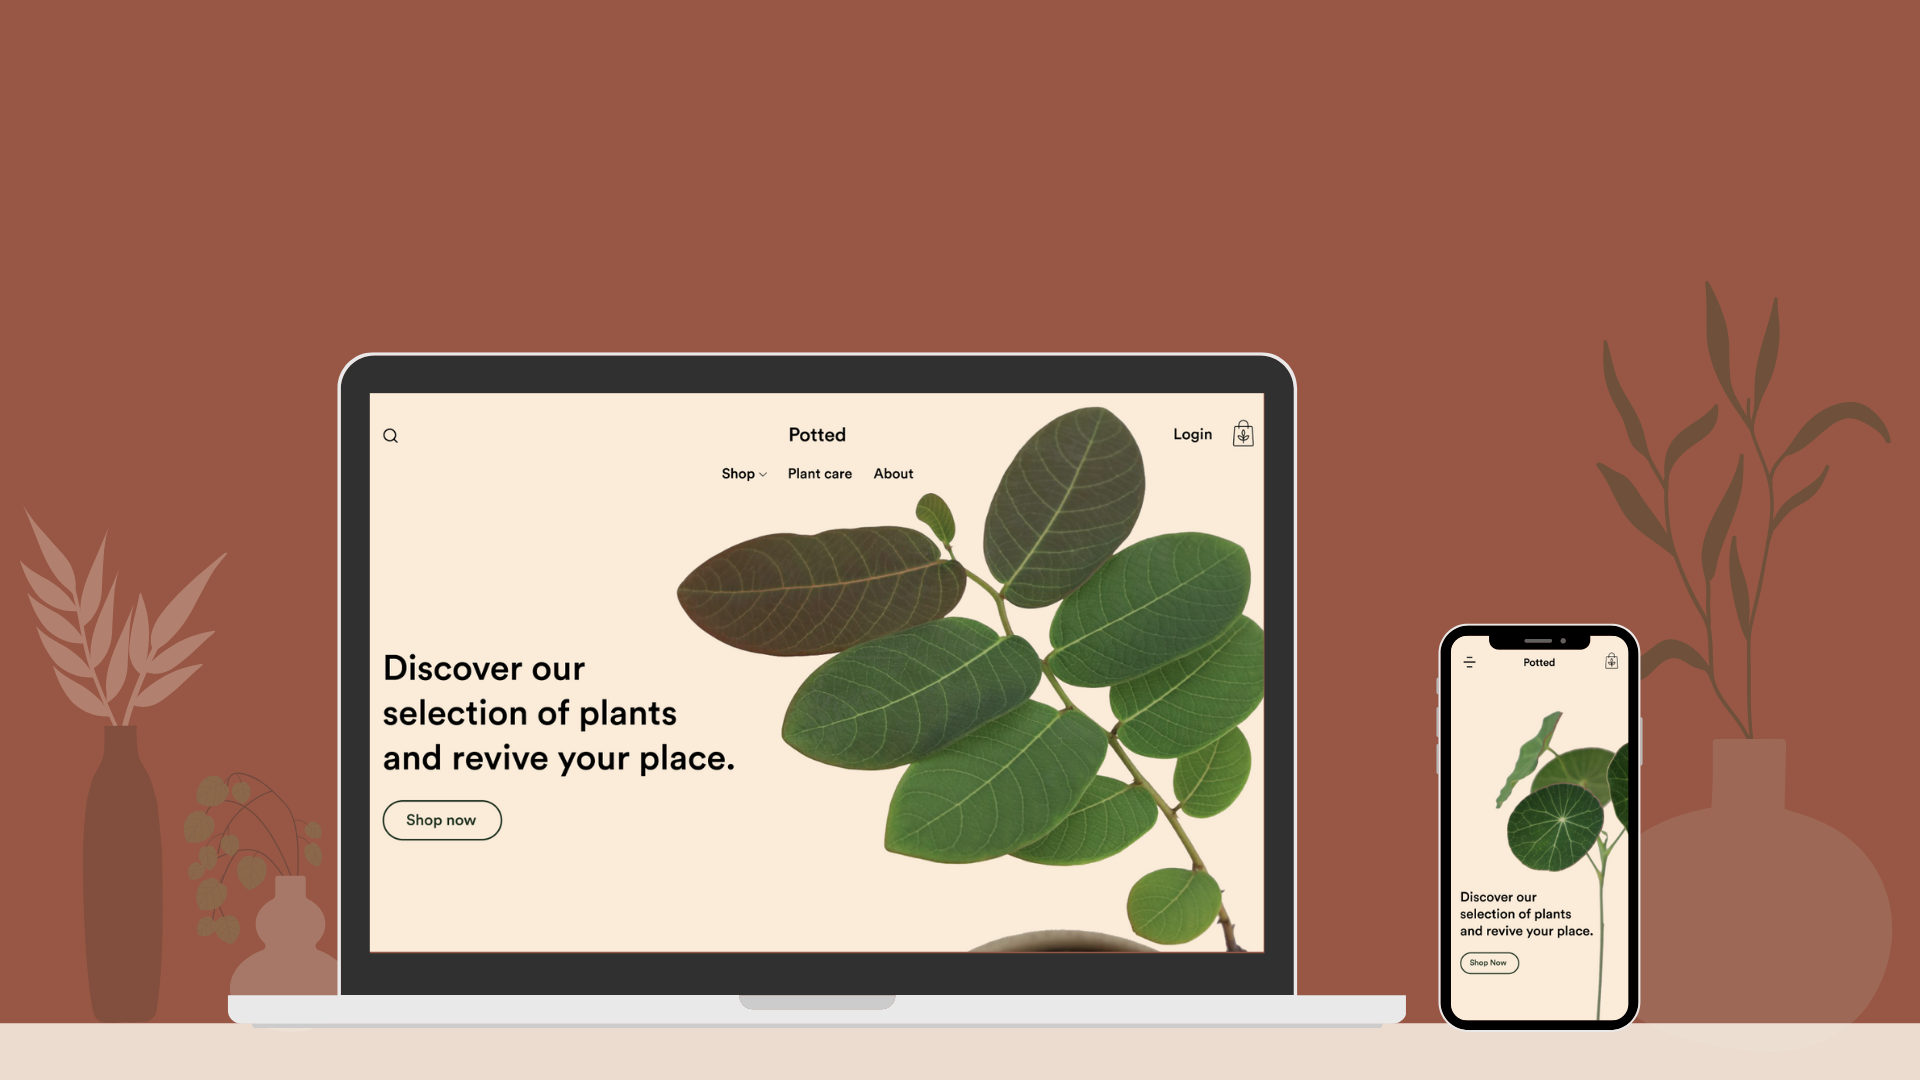 Potted
Login
Shop
Plant care
About
Discover our
selection of plants
and revive your place.
Shop now
Potted
Discover our
selection of plants
and revive your place.
Shop Now